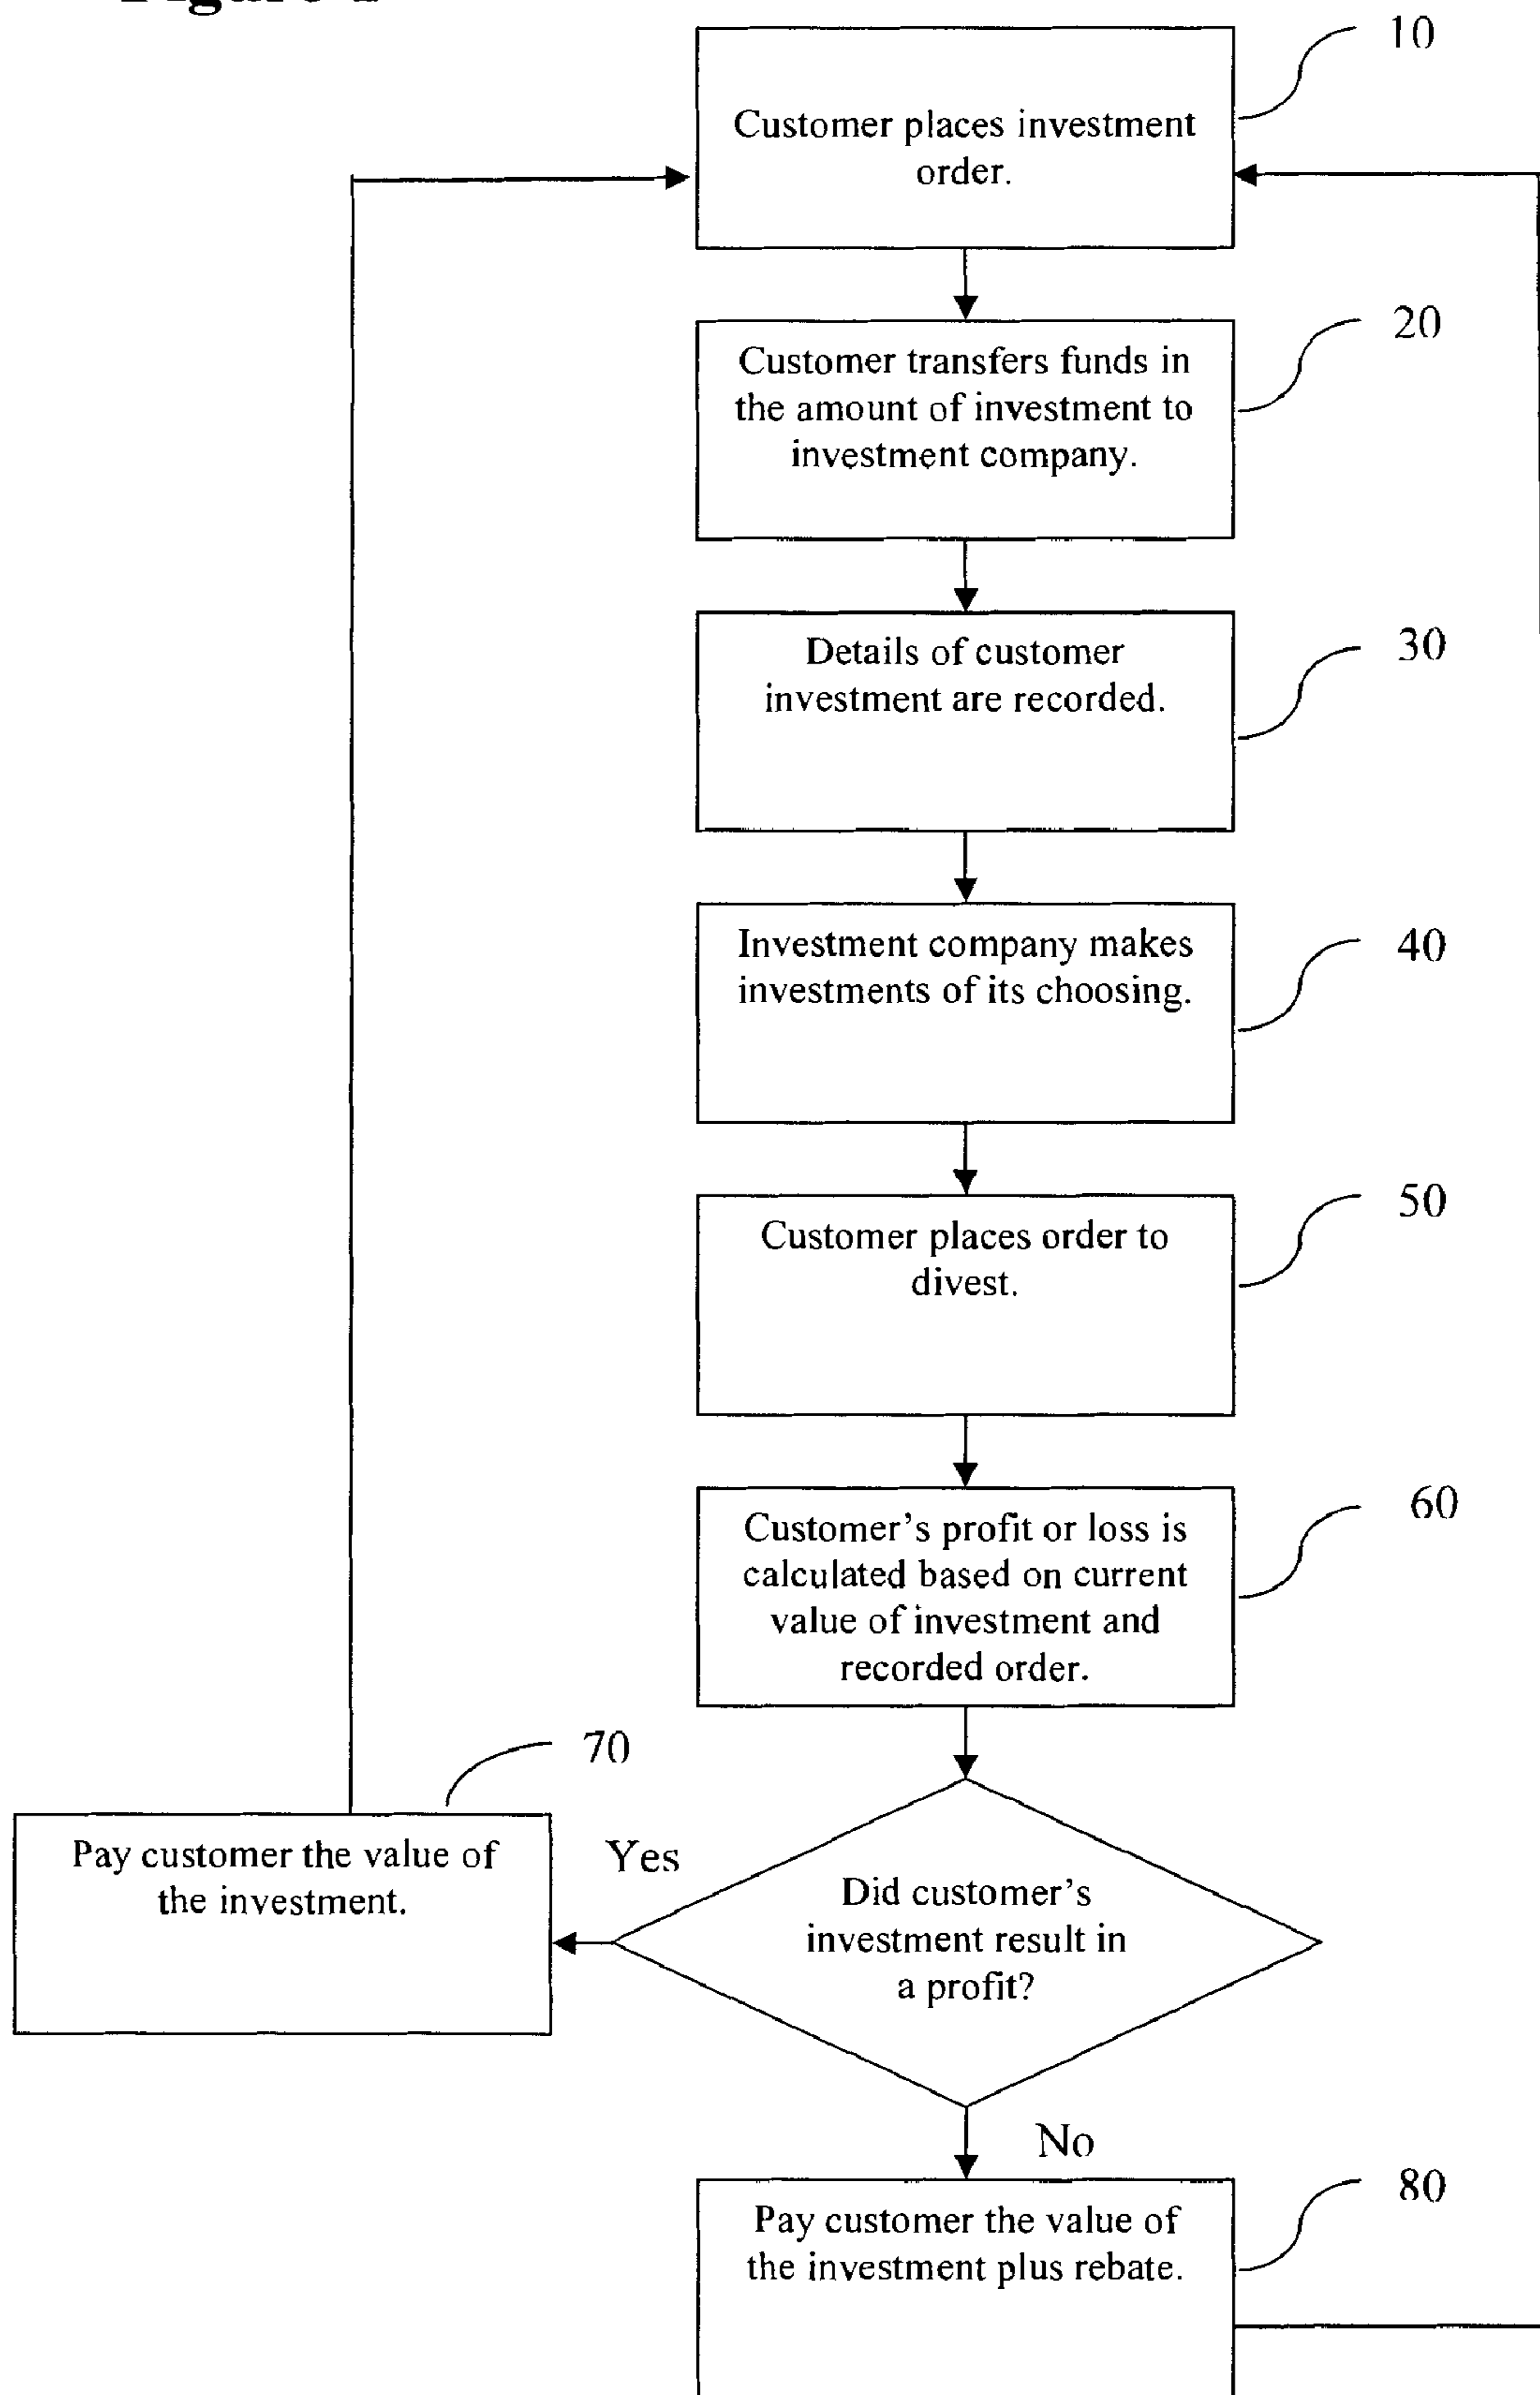 10
Customer places investment
order.
20
Customer transfers funds in
the amount of investment to
investment company.
30
Details of customer
investment are recorded.
40
Investment company makes
investments of its choosing.
50
Customer places order to
divest.
60
Customer's profit or loss is
calculated based on current
value of investment and
recorded order.
70
Pay customer the value of
the investment.
Yes
Did customer's
investment result in
a profit?
No
80
Pay customer the value of
the investment plus rebate.